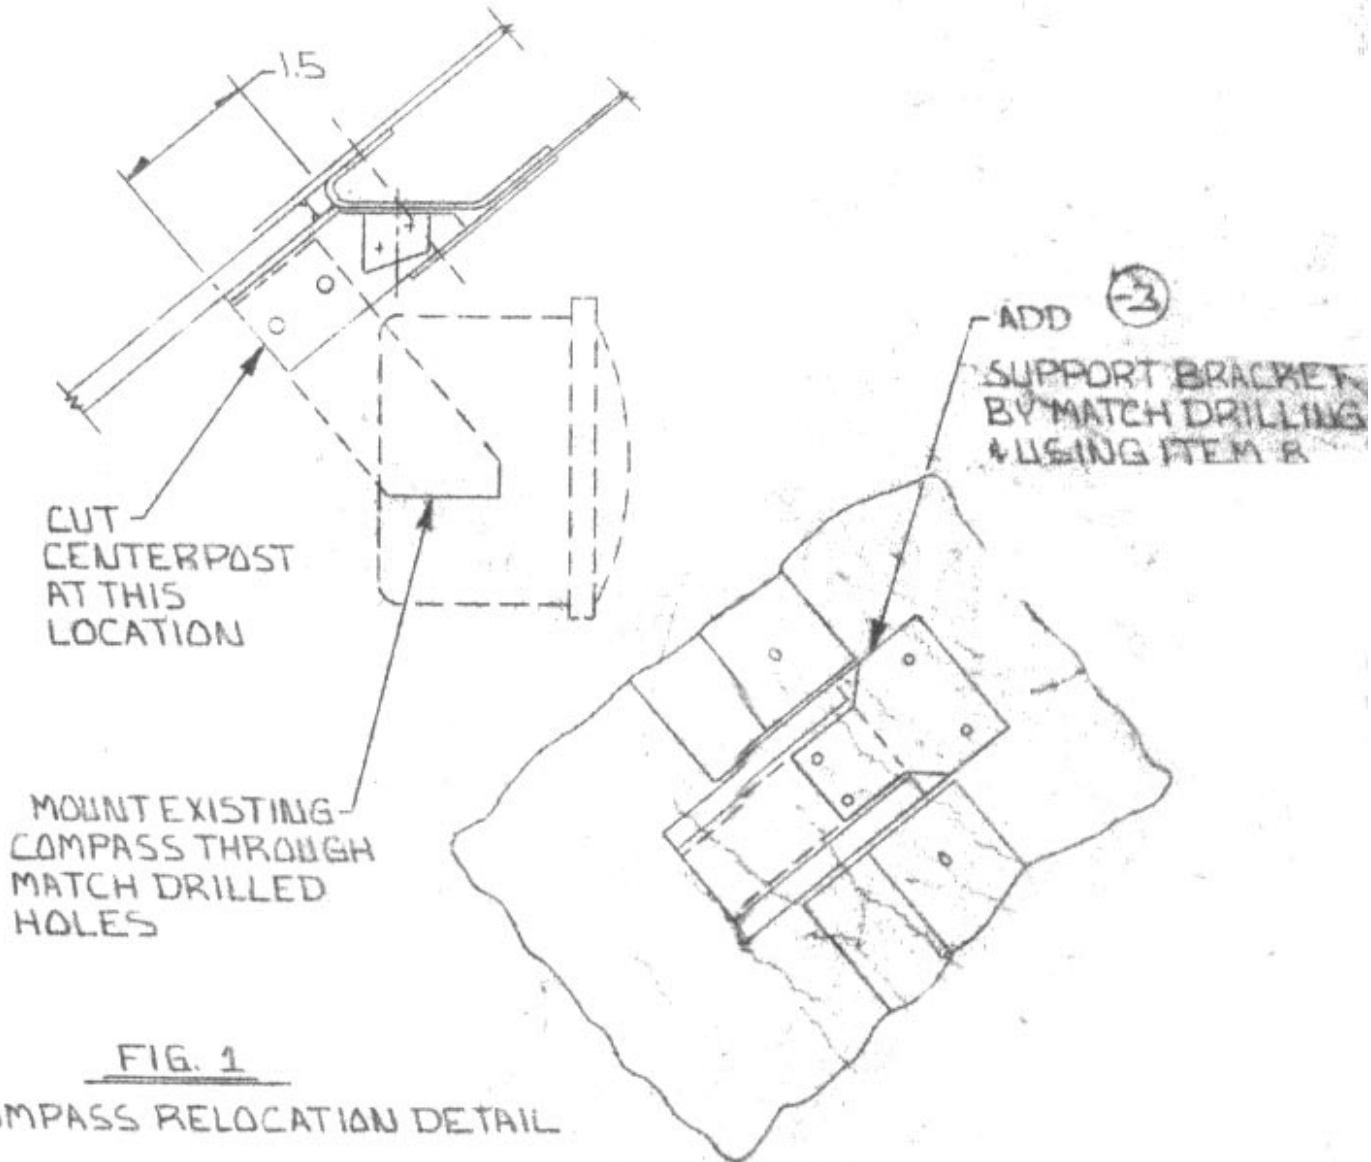 1.5
ADD -3
SUPPORT BRACKET
BY MATCH DRILLING
& USING ITEM
CUT
CENTERPOST
AT THIS
LOCATION
MOUNT EXISTING
COMPASS THROUGH
MATCH DRILLED
HOLES
FIG. 1
OMPASS RELOCATION DETAIL